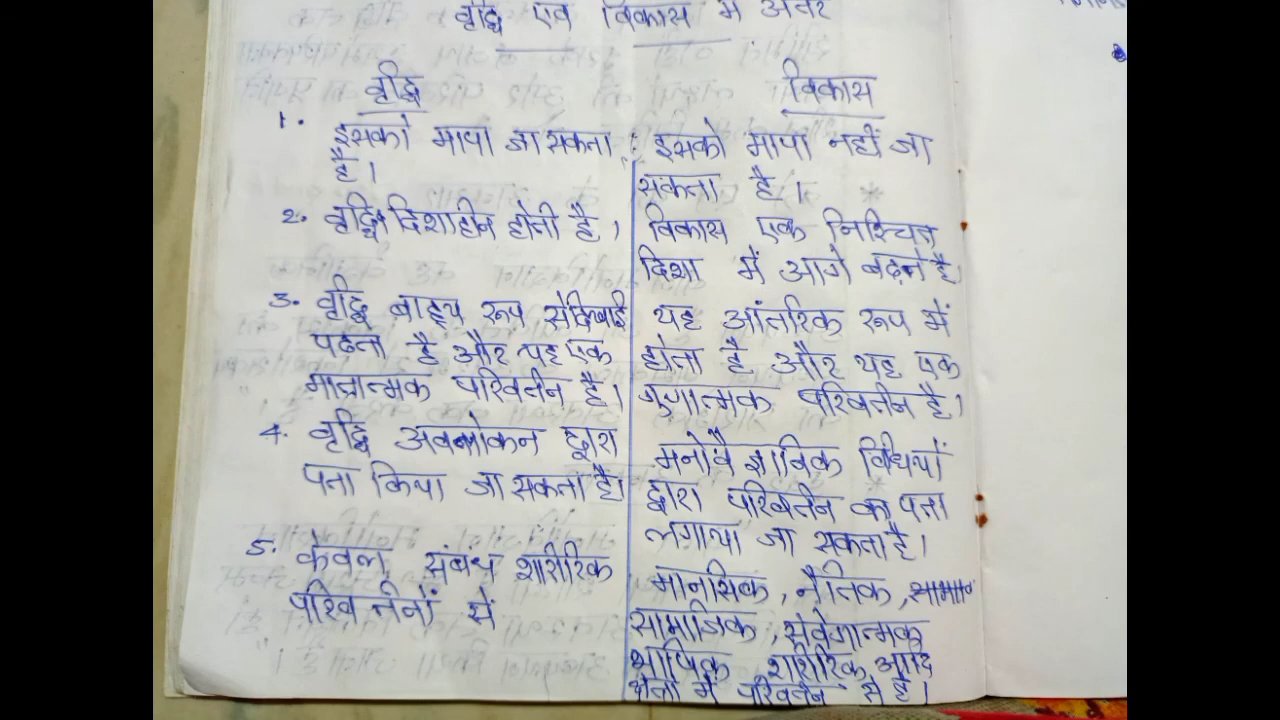 वृद्धि एवं विकास में अंतर
वृद्धि
विकास
1.
इसको मापा जा सकता
है।
इसको मापा नहीं जा
सकता है।
2. वृद्धि दिशाहीन होती है।
विकास एक निश्चित
दिशा में आगे बढ़ते है
3. वृद्धि बाह्य रूप से दिखाई
पढता है और यह एक
मात्रात्मक परिवर्तन है।
यह आंतरिक रूप में
होता है और यह एक
गुणात्मक परिवर्तन है।
4. वृद्धि अवलोकन द्वारा
पता किया जा सकता है।
मनोवैज्ञाविक विधियों
द्वारा परिवर्तन का पता
लगाया जा सकता है।
5. केवल संबंध शारीरिक
परिवर्तनों से
मानसिक, नैतिक,
सामाजिक, संवेगात्मक
भाषिक शारीरिक आदि
क्षेत्रों में परिवर्तन से है।